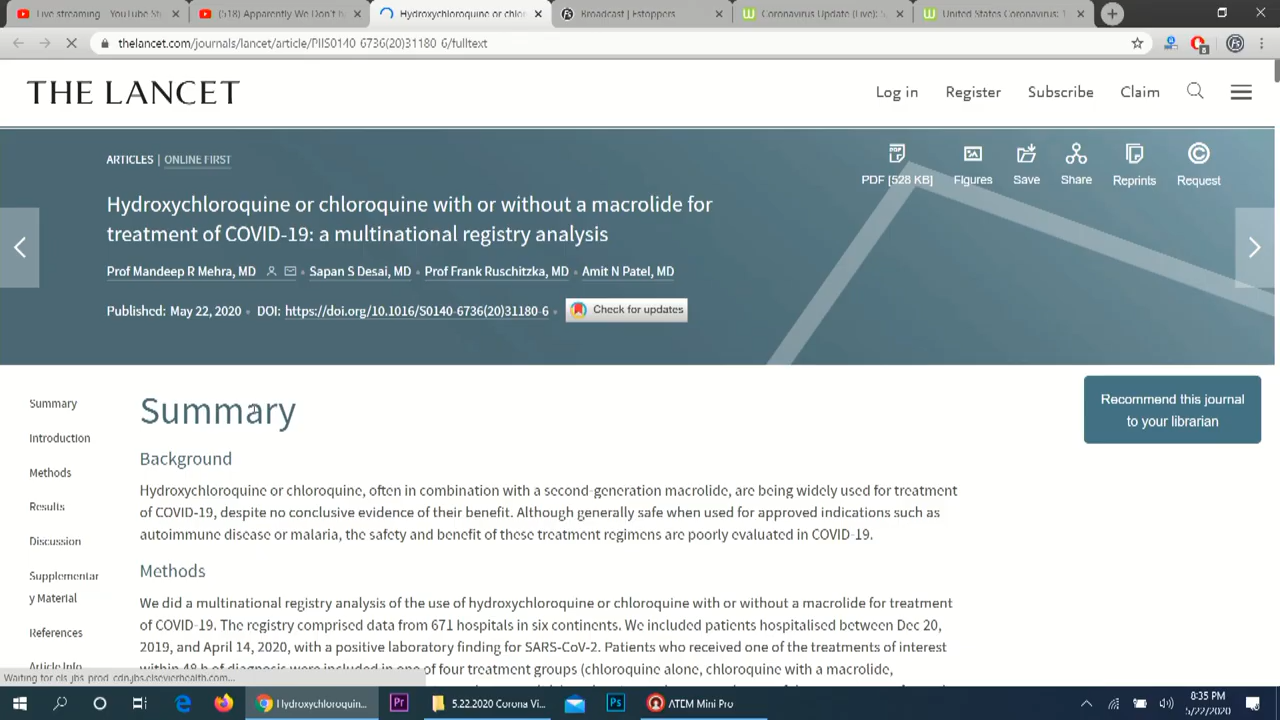 Live streaming - YouTube St
(518) Apparently We Don't
Hydroxychloroquine or chlor
Broadcast | Fstoppers
Coronavirus Update (Live):
United States Coronavirus: 1
thelancet.com/journals/lancet/article/PIIS0140-6736(20)31180-6/fulltext
THE LANCET
Log in
Register
Subscribe
Claim
ARTICLES | ONLINE FIRST
PDF [528 KB]
Figures
Save
Share
Reprints
Request
Hydroxychloroquine or chloroquine with or without a macrolide for
treatment of COVID-19: a multinational registry analysis
Prof Mandeep R Mehra, MD • Sapan S Desai, MD • Prof Frank Ruschitzka, MD • Amit N Patel, MD
Published: May 22, 2020 • DOI: https://doi.org/10.1016/S0140-6736(20)31180-6
Check for updates
Summary
Introduction
Methods
Results
Discussion
Supplementar
y Material
References
Article Info
Summary
Background
Hydroxychloroquine or chloroquine, often in combination with a second-generation macrolide, are being widely used for treatment
of COVID-19, despite no conclusive evidence of their benefit. Although generally safe when used for approved indications such as
autoimmune disease or malaria, the safety and benefit of these treatment regimens are poorly evaluated in COVID-19.
Methods
We did a multinational registry analysis of the use of hydroxychloroquine or chloroquine with or without a macrolide for treatment
of COVID-19. The registry comprised data from 671 hospitals in six continents. We included patients hospitalised between Dec 20,
2019, and April 14, 2020, with a positive laboratory finding for SARS-CoV-2. Patients who received one of the treatments of interest
within 48 h of diagnosis were included in one of four treatment groups (chloroquine alone, chloroquine with a macrolide,
Recommend this journal
to your librarian
Hydroxychloroquin...
Pr
5.22.2020 Corona Vi...
Ps
ATEM Mini Pro
8:35 PM
5/22/2020